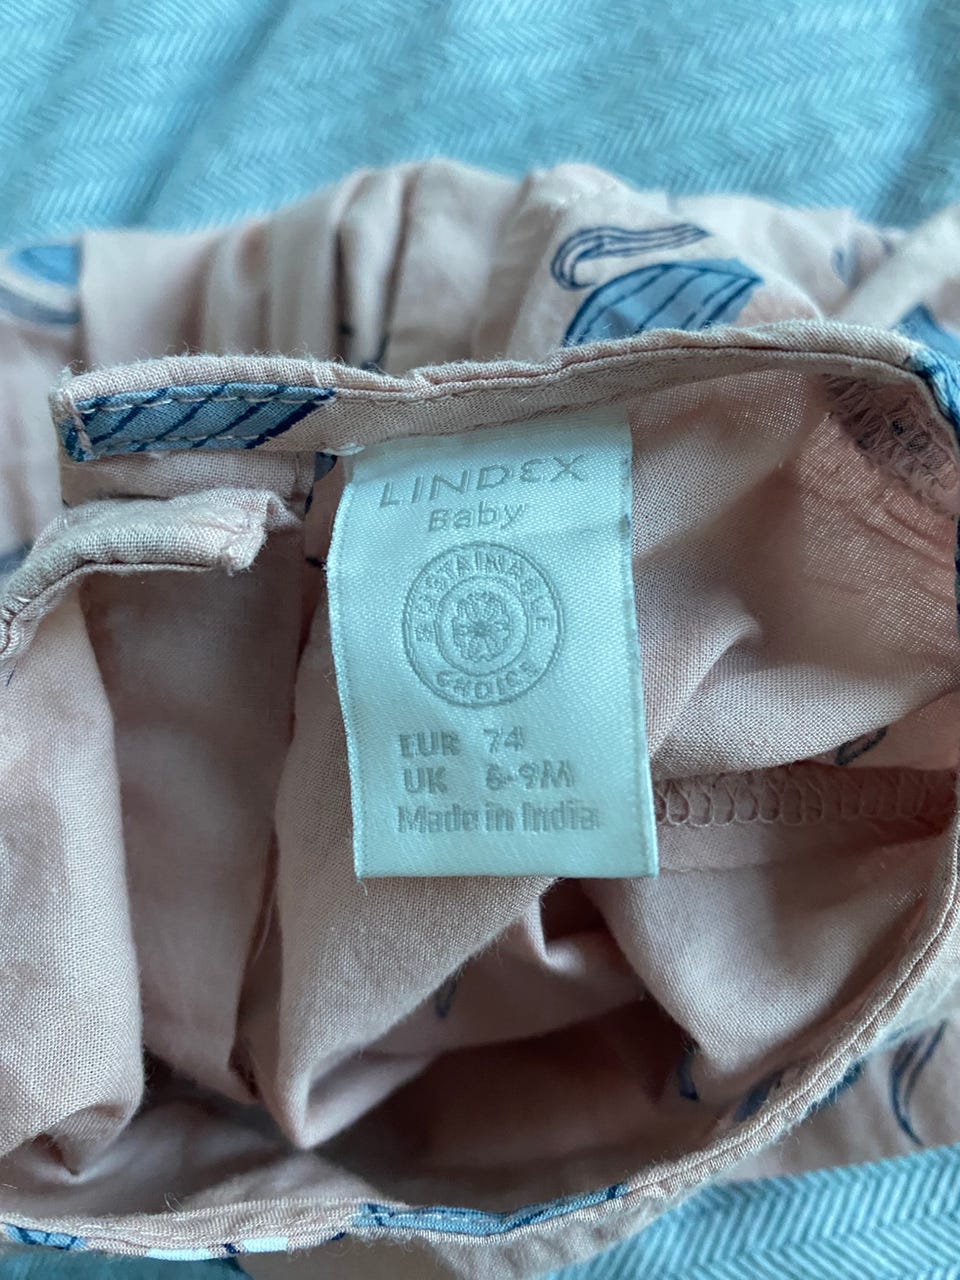 LINDEX
Baby
SUSTAINABLE
CHOICE
EUR 74
UK 6-9M
Made in India